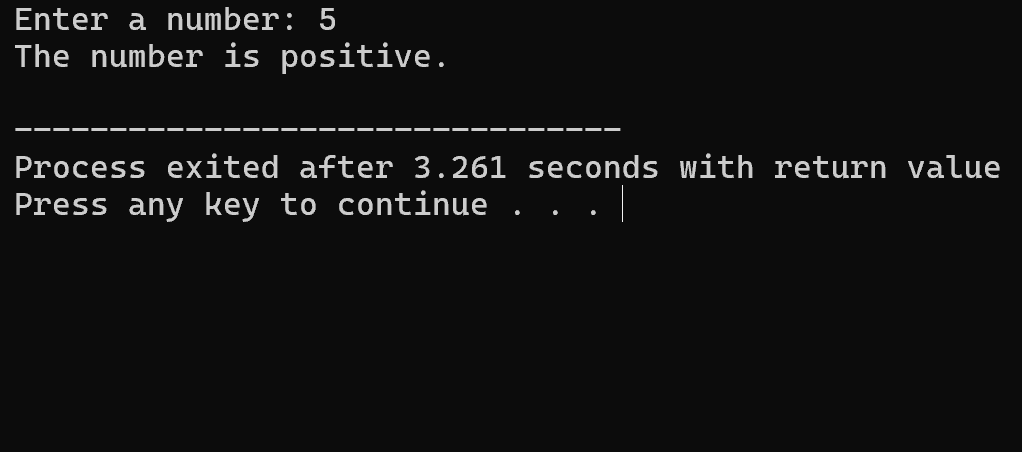 Enter a number: 5
The number is positive.
--------------------------------
Process exited after 3.261 seconds with return value
Press any key to continue . . .